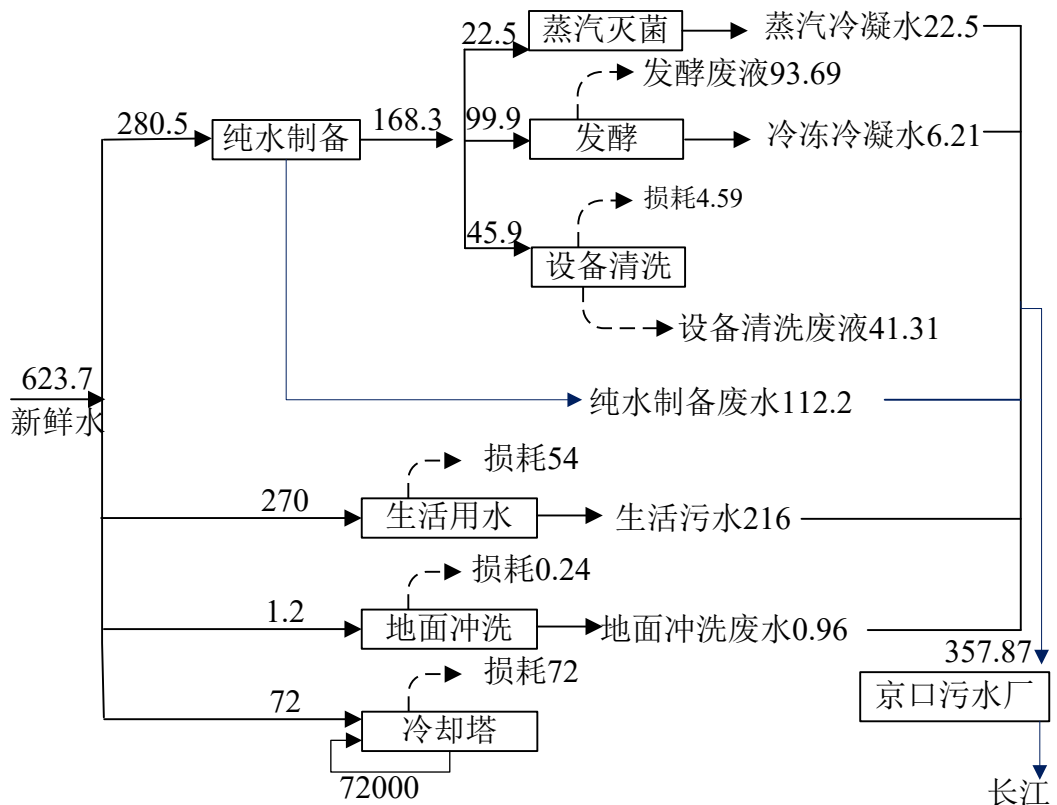 22.5
蒸汽灭菌
蒸汽冷凝水22.5
发酵废液93.69
280.5
纯水制备
168.3
99.9
发酵
冷冻冷凝水6.21
损耗4.59
45.9
设备清洗
设备清洗废液41.31
623.7
新鲜水
纯水制备废水112.2
损耗54
270
生活用水
生活污水216
损耗0.24
1.2
地面冲洗
地面冲洗废水0.96
357.87
损耗72
72
冷却塔
京口污水厂
72000
长江